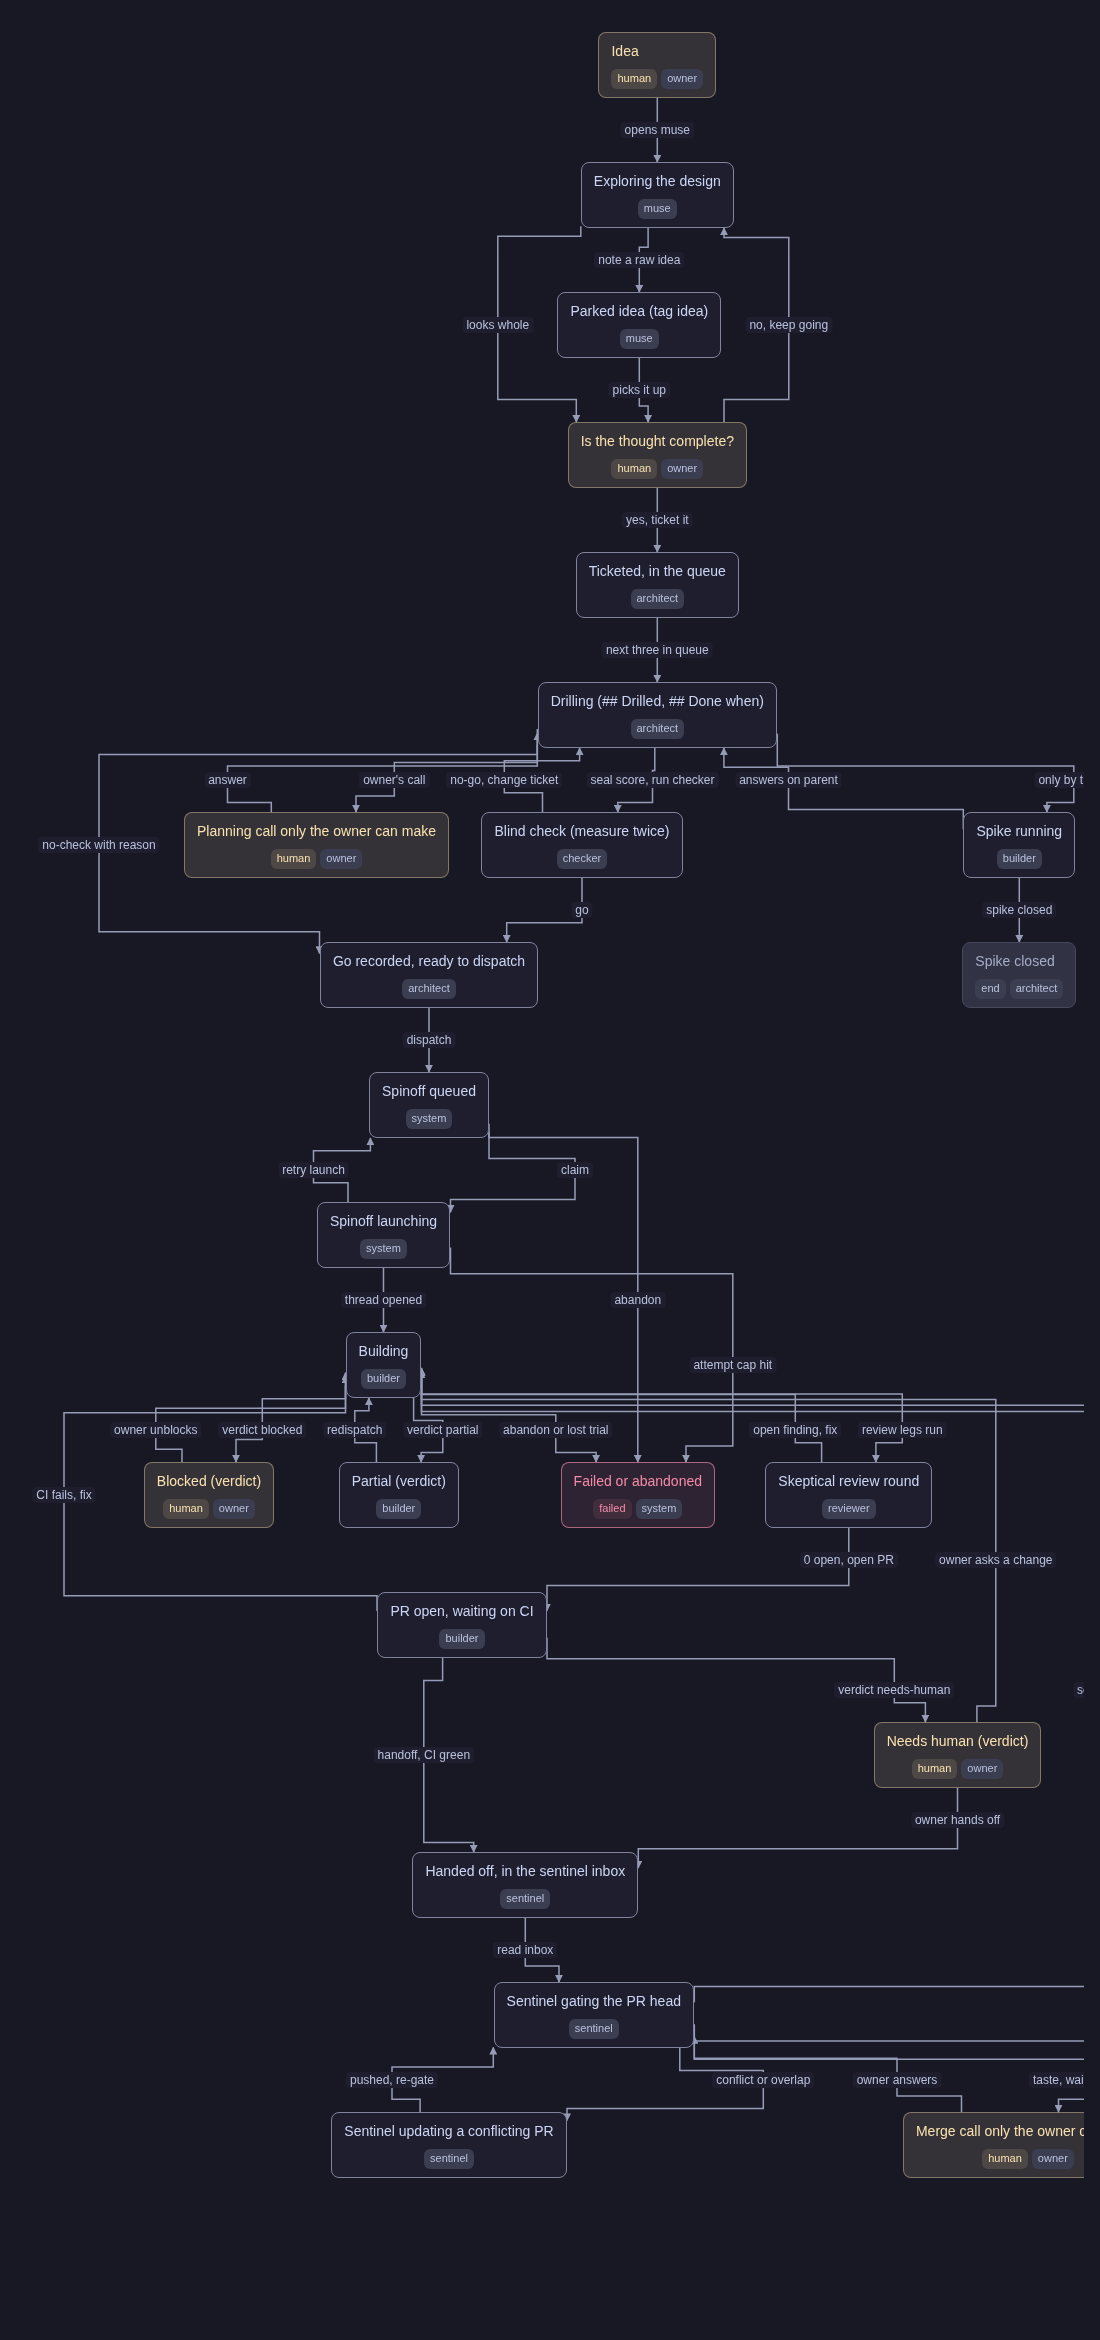 Idea
human owner
opens muse
Exploring the design
muse
note a raw idea
Parked idea (tag idea)
muse
looks whole
no, keep going
picks it up
Is the thought complete?
human owner
yes, ticket it
Ticketed, in the queue
architect
next three in queue
Drilling (## Drilled, ## Done when)
architect
answer
owner's call
no-go, change ticket
seal score, run checker
answers on parent
only by t
Planning call only the owner can make
human owner
Blind check (measure twice)
checker
Spike running
builder
no-check with reason
go
spike closed
Go recorded, ready to dispatch
architect
Spike closed
end architect
dispatch
Spinoff queued
system
retry launch
claim
Spinoff launching
system
thread opened
abandon
Building
builder
attempt cap hit
owner unblocks
verdict blocked
redispatch
verdict partial
abandon or lost trial
open finding, fix
review legs run
Blocked (verdict)
human owner
Partial (verdict)
builder
Failed or abandoned
failed system
Skeptical review round
reviewer
CI fails, fix
0 open, open PR
owner asks a change
PR open, waiting on CI
builder
verdict needs-human
Needs human (verdict)
human owner
handoff, CI green
owner hands off
Handed off, in the sentinel inbox
sentinel
read inbox
Sentinel gating the PR head
sentinel
pushed, re-gate
conflict or overlap
owner answers
taste, wai
Sentinel updating a conflicting PR
sentinel
Merge call only the owner
human owner